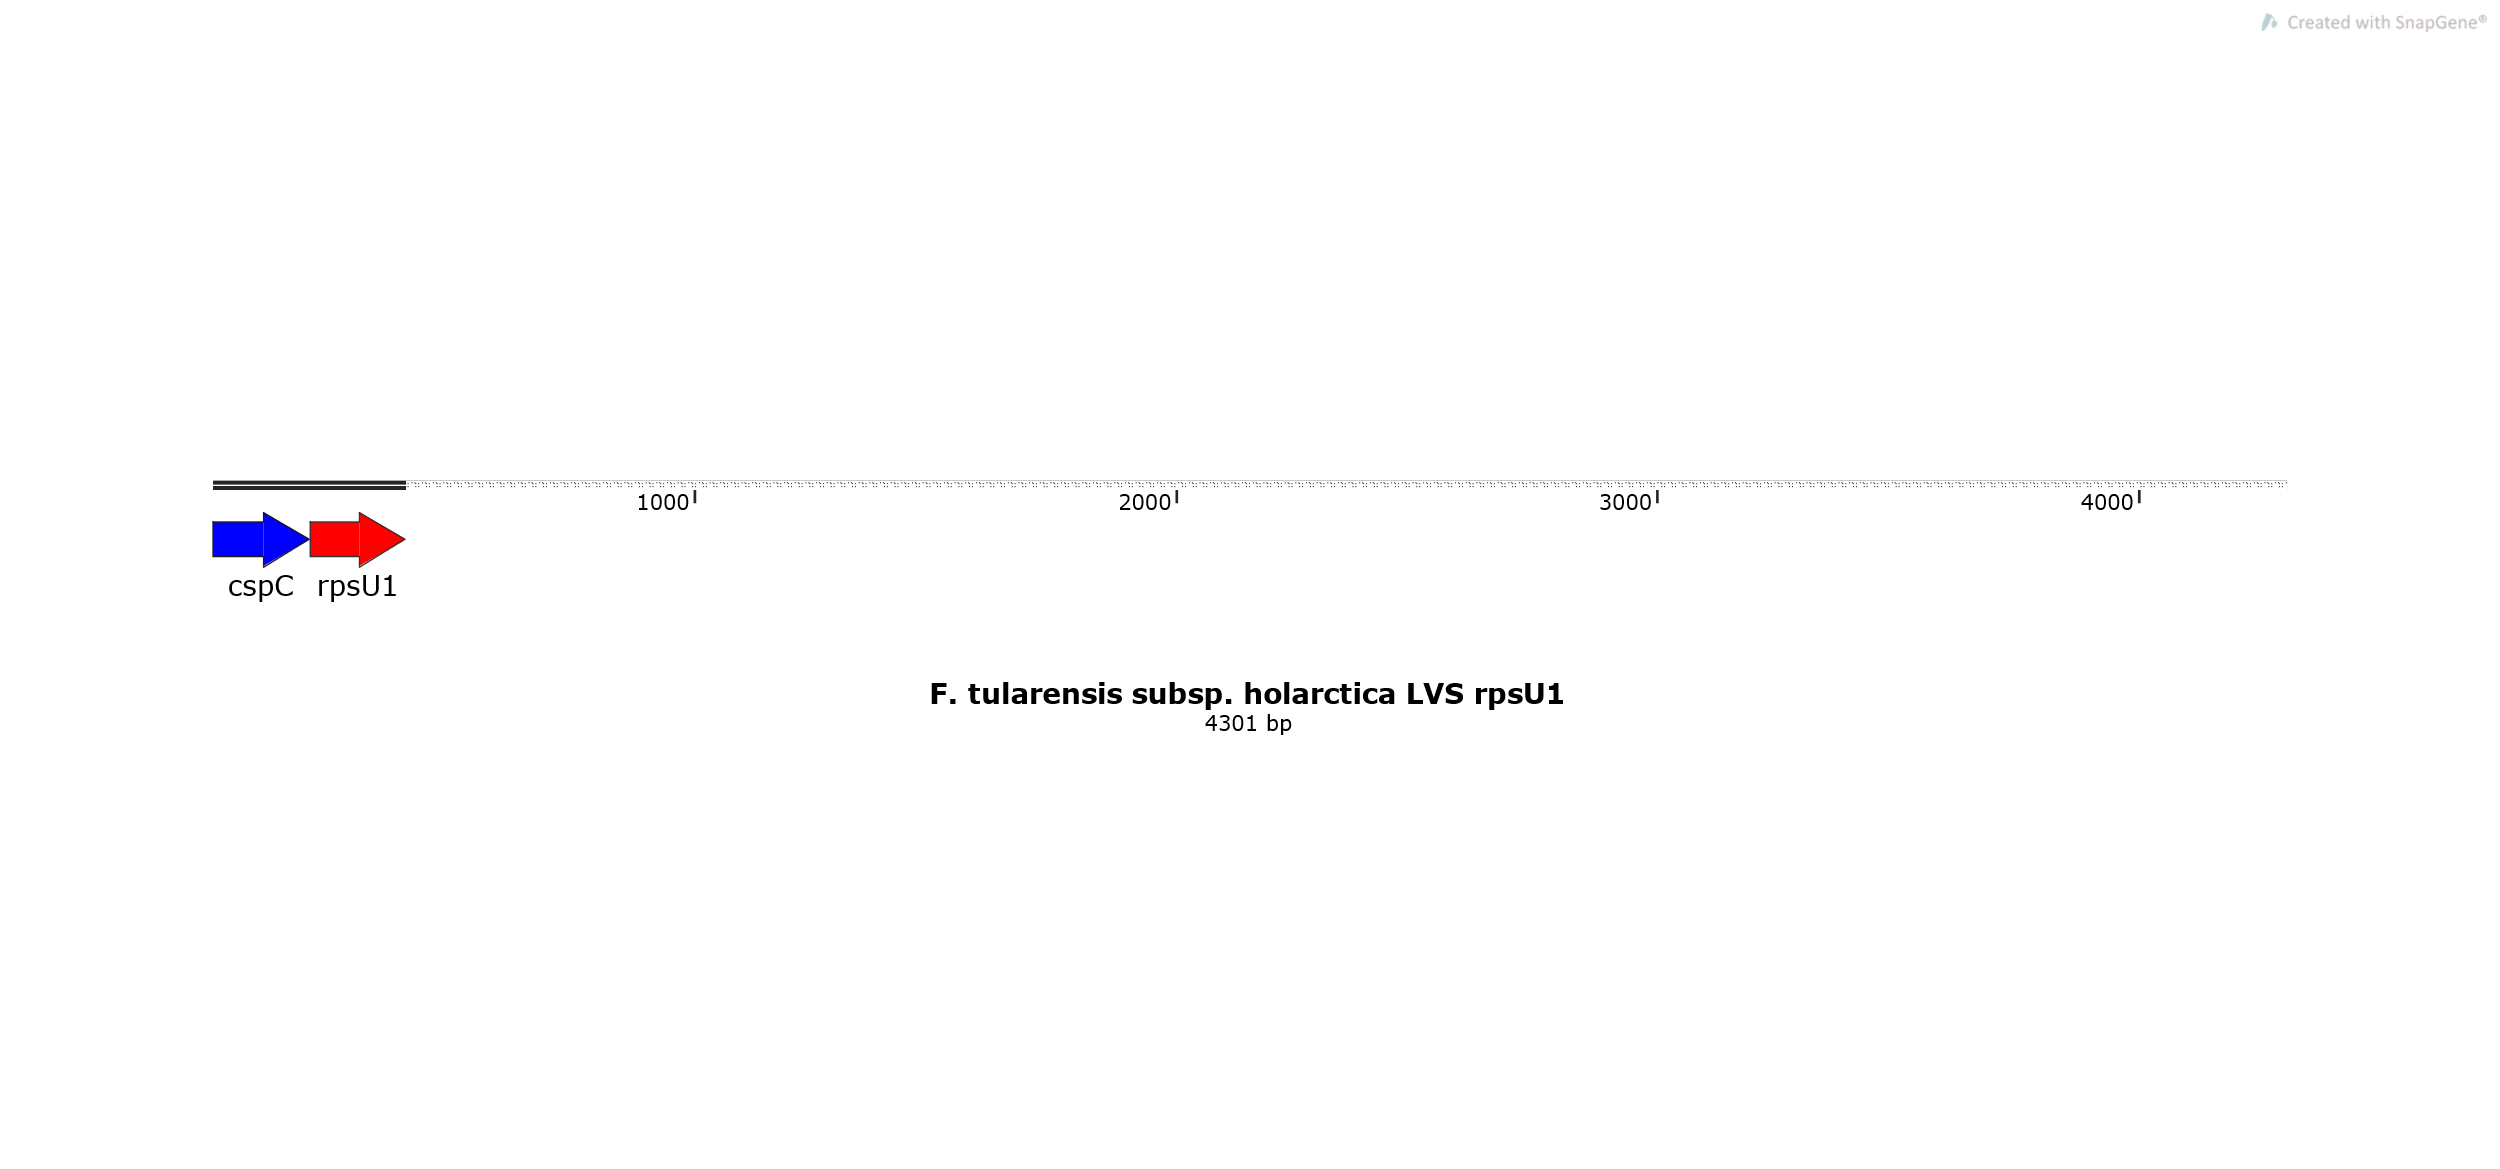 Created with SnapGene®
1000 2000 3000 4000
cspC rpsU1
F. tularensis subsp. holarctica LVS rpsU1
4301 bp